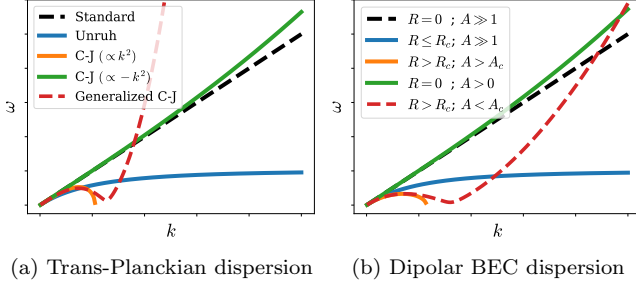 Standard
Unruh
C-J (∝k²)
C-J (∝−k²)
Generalized C-J
ω
k
(a) Trans-Planckian dispersion
R=0 ; A≫1
R≤R_c; A≫1
R>R_c; A>A_c
R=0 ; A>0
R>R_c; A<A_c
ω
k
(b) Dipolar BEC dispersion